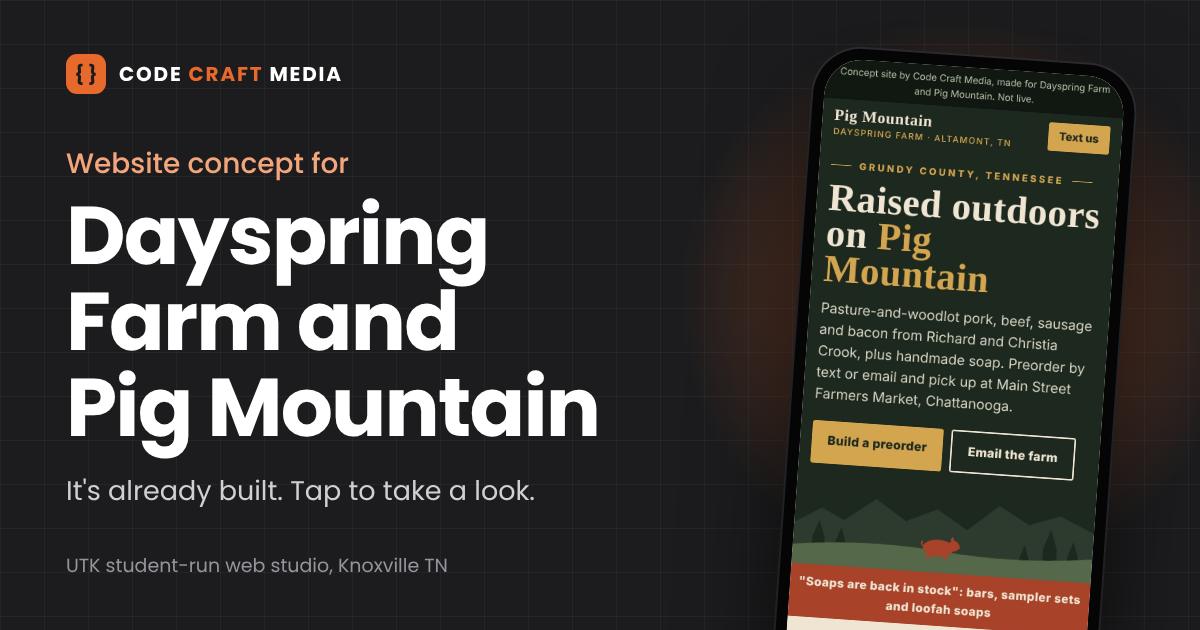 { } CODE CRAFT MEDIA
Website concept for
Dayspring
Farm and
Pig Mountain
It's already built. Tap to take a look.
UTK student-run web studio, Knoxville TN
Concept site by Code Craft Media, made for Dayspring Farm
and Pig Mountain. Not live.
Pig Mountain
DAYSPRING FARM · ALTAMONT, TN
Text us
GRUNDY COUNTY, TENNESSEE
Raised outdoors
on Pig
Mountain
Pasture-and-woodlot pork, beef, sausage
and bacon from Richard and Christia
Crook, plus handmade soap. Preorder by
text or email and pick up at Main Street
Farmers Market, Chattanooga.
Build a preorder
Email the farm
"Soaps are back in stock": bars, sampler sets
and loofah soaps